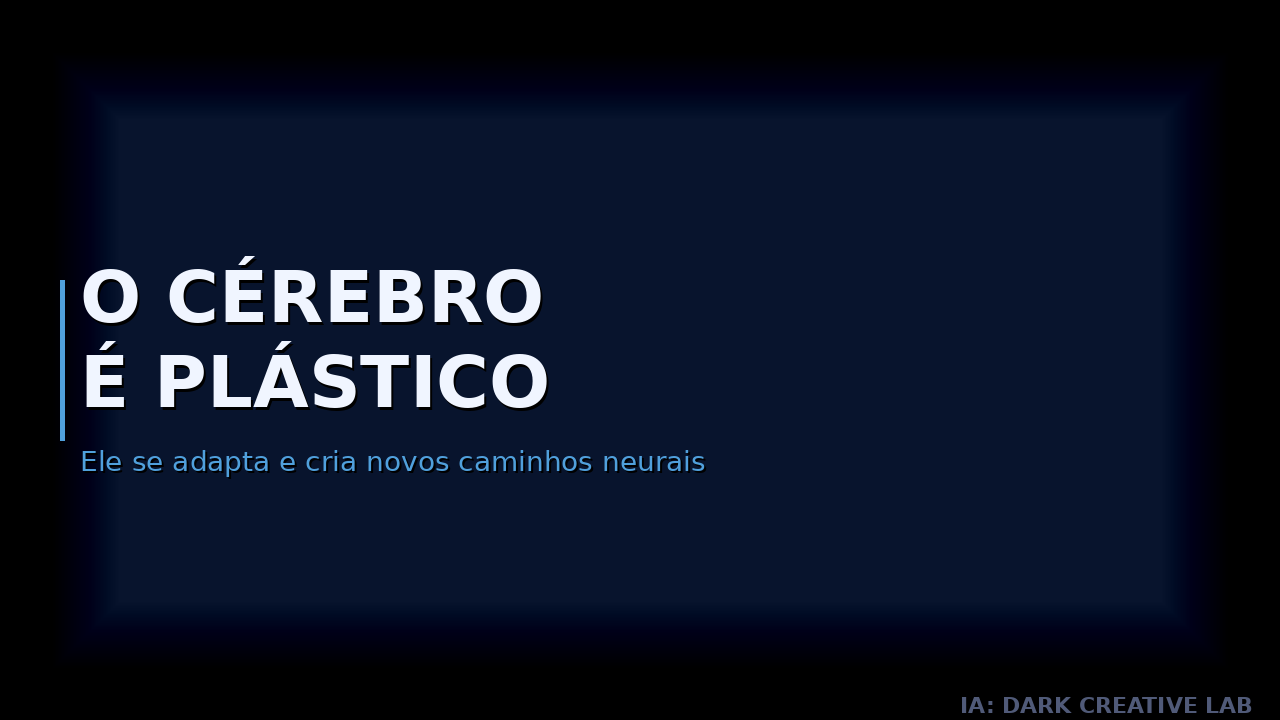 O CÉREBRO
É PLÁSTICO
Ele se adapta e cria novos caminhos neurais
IA: DARK CREATIVE LAB